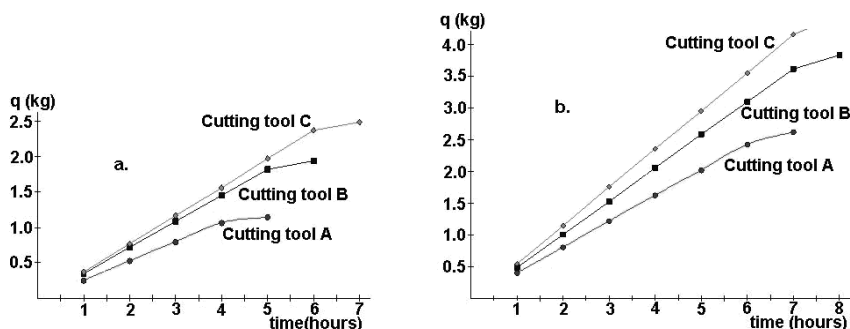 q (kg)
2.5
2.0
1.5
1.0
0.5
a.
Cutting tool C
Cutting tool B
Cutting tool A
1 2 3 4 5 6 7
time(hours)
q (kg)
4.0
3.5
3.0
2.5
2.0
1.5
1.0
0.5
b.
Cutting tool C
Cutting tool B
Cutting tool A
1 2 3 4 5 6 7 8
time (hours)